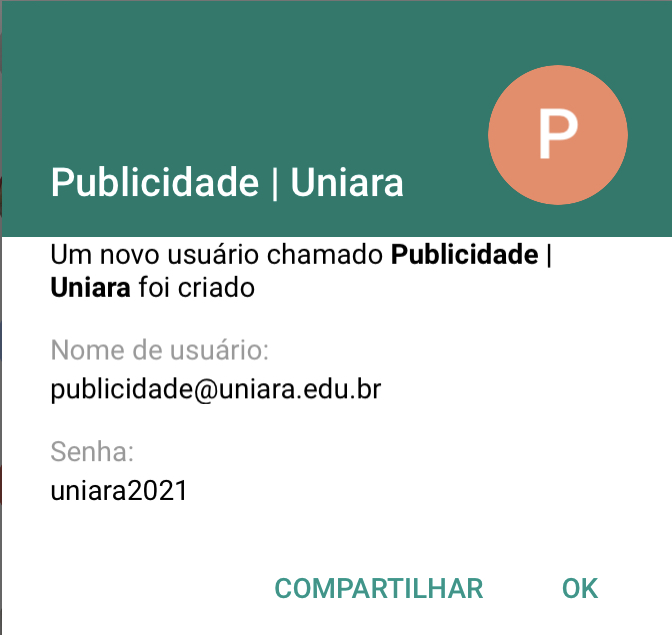 P
Publicidade | Uniara
Um novo usuário chamado Publicidade |
Uniara foi criado
Nome de usuário:
publicidade@uniara.edu.br
Senha:
uniara2021
COMPARTILHAR OK